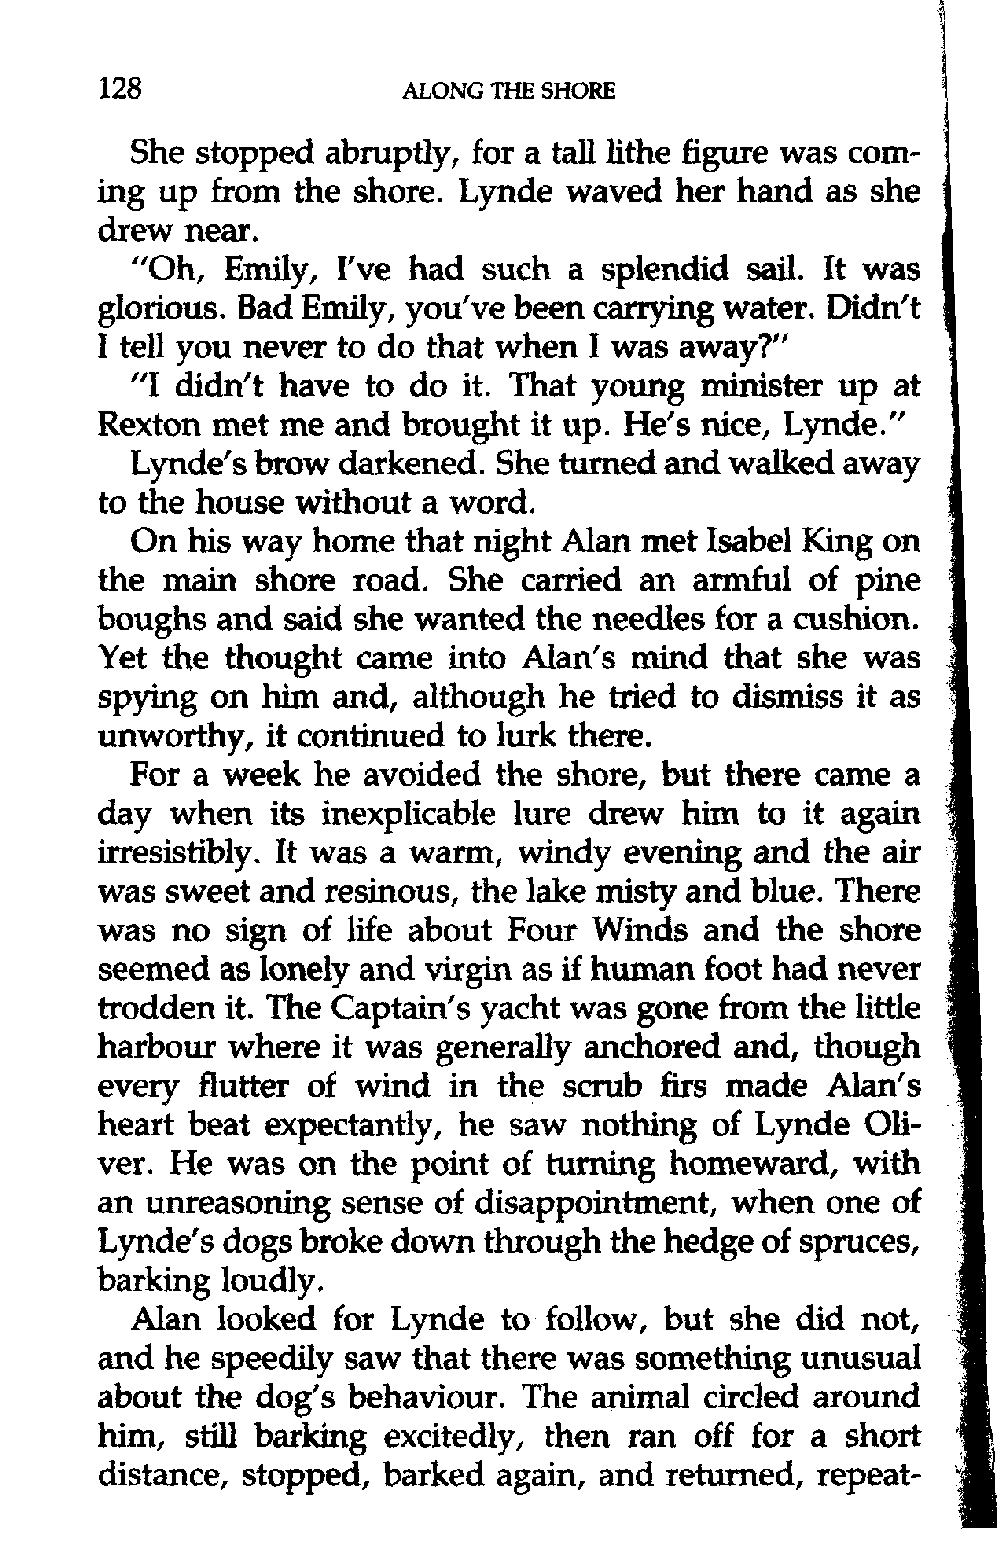 128 ALONG THE SHORE
She stopped abruptly, for a tall lithe figure was com-
ing up from the shore. Lynde waved her hand as she
drew near.
"Oh, Emily, I've had such a splendid sail. It was
glorious. Bad Emily, you've been carrying water. Didn't
I tell you never to do that when I was away?"
"I didn't have to do it. That young minister up at
Rexton met me and brought it up. He's nice, Lynde."
Lynde's brow darkened. She turned and walked away
to the house without a word.
On his way home that night Alan met Isabel King on
the main shore road. She carried an armful of pine
boughs and said she wanted the needles for a cushion.
Yet the thought came into Alan's mind that she was
spying on him and, although he tried to dismiss it as
unworthy, it continued to lurk there.
For a week he avoided the shore, but there came a
day when its inexplicable lure drew him to it again
irresistibly. It was a warm, windy evening and the air
was sweet and resinous, the lake misty and blue. There
was no sign of life about Four Winds and the shore
seemed as lonely and virgin as if human foot had never
trodden it. The Captain's yacht was gone from the little
harbour where it was generally anchored and, though
every flutter of wind in the scrub firs made Alan's
heart beat expectantly, he saw nothing of Lynde Oli-
ver. He was on the point of turning homeward, with
an unreasoning sense of disappointment, when one of
Lynde's dogs broke down through the hedge of spruces,
barking loudly.
Alan looked for Lynde to follow, but she did not,
and he speedily saw that there was something unusual
about the dog's behaviour. The animal circled around
him, still barking excitedly, then ran off for a short
distance, stopped, barked again, and returned, repeat-